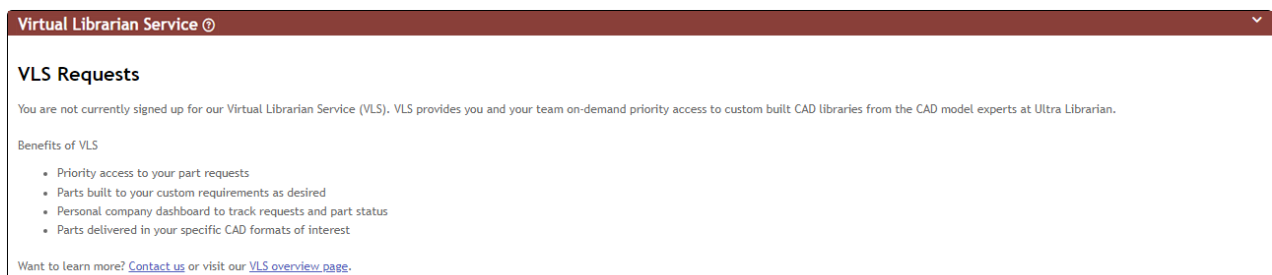 Virtual Librarian Service ?
VLS Requests
You are not currently signed up for our Virtual Librarian Service (VLS). VLS provides you and your team on-demand priority access to custom built CAD libraries from the CAD model experts at Ultra Librarian.
Benefits of VLS
• Priority access to your part requests
• Parts built to your custom requirements as desired
• Personal company dashboard to track requests and part status
• Parts delivered in your specific CAD formats of interest
Want to learn more? Contact us or visit our VLS overview page.